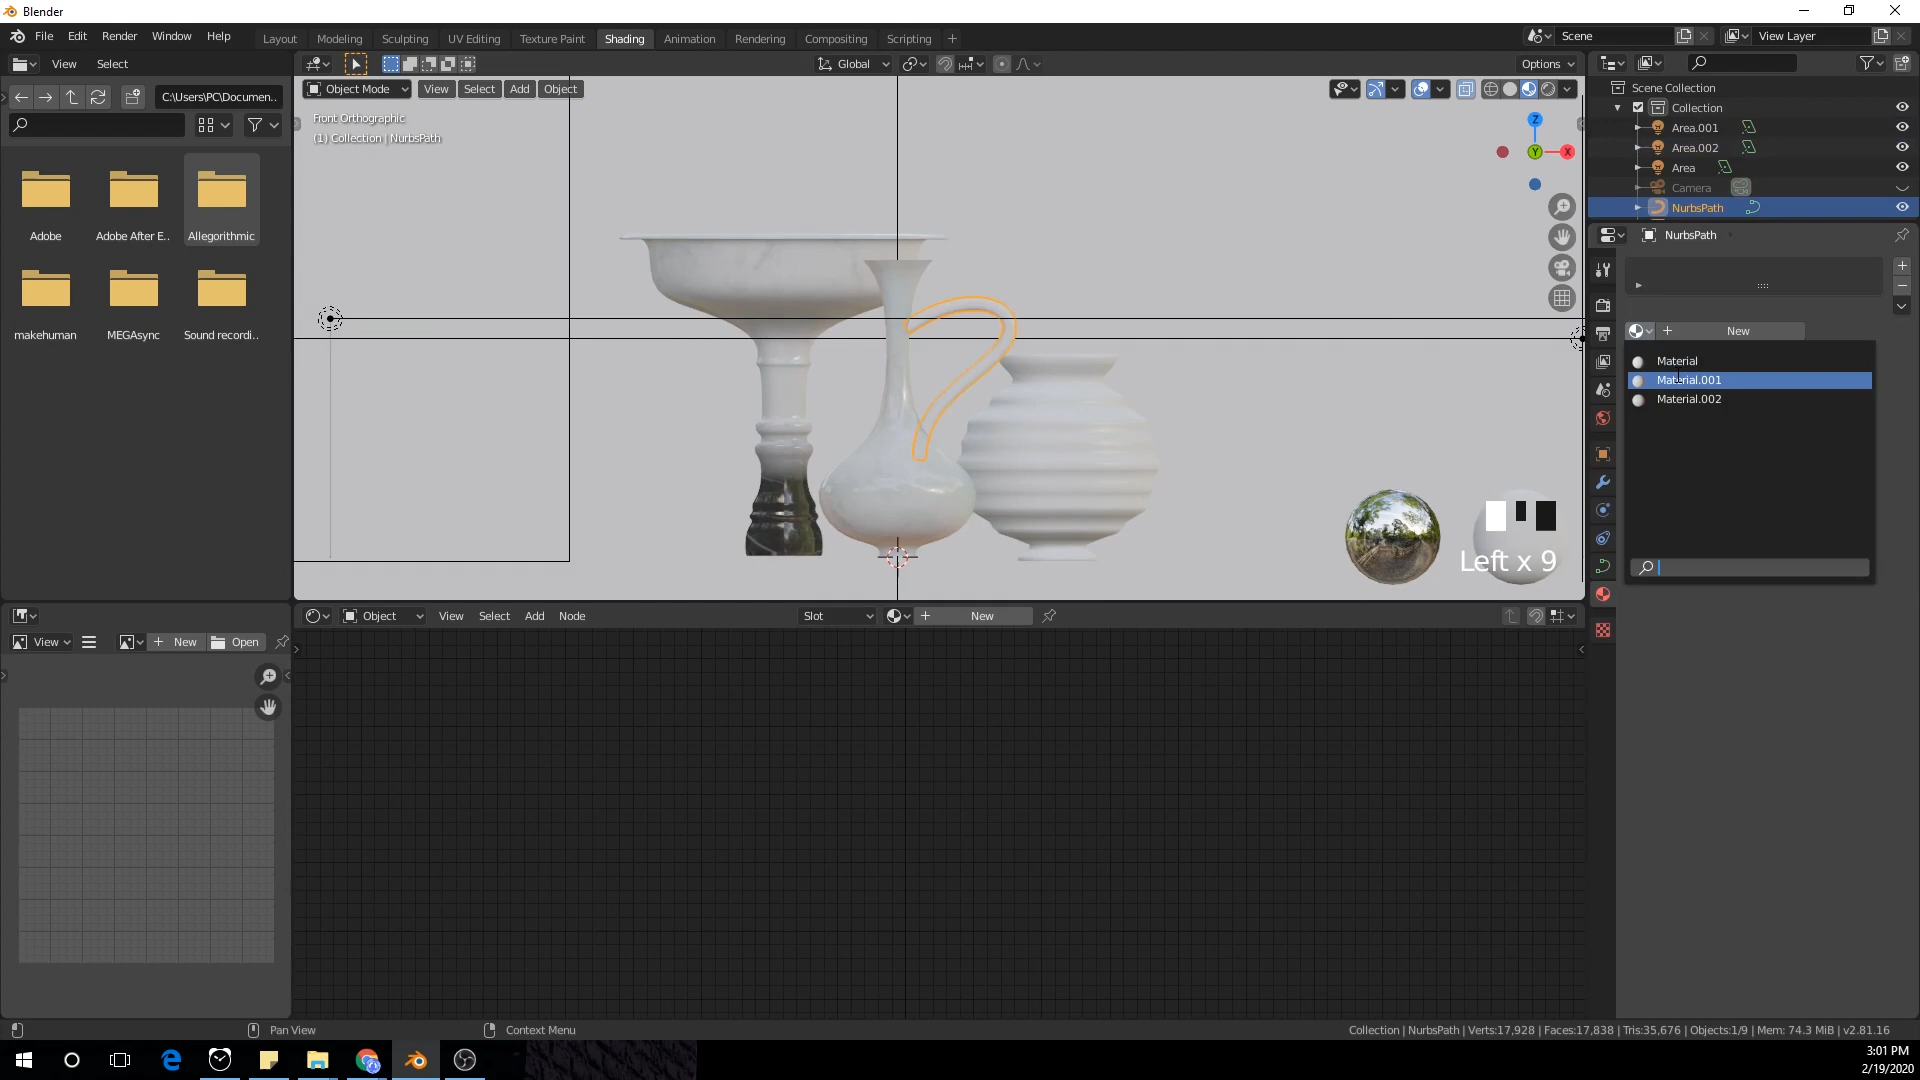 Blender
File Edit Render Window Help
Layout Modeling Sculpting UV Editing Texture Paint Shading Animation Rendering Compositing Scripting
Scene
View Layer
View Select
Global
Options
C:\Users\PC\Documen..
Object Mode View Select Add Object
Front Orthographic
(1) Collection | NurbsPath
Z
Y
X
Scene Collection
Collection
Area.001
Area.002
Area
Camera
NurbsPath
NurbsPath
New
Material
Material.001
Material.002
Adobe
Adobe After E..
Allegorithmic
makehuman
MEGAsync
Sound recordi..
Left x 9
Object View Select Add Node
Slot
New
View
New
Open
Pan View
Context Menu
Collection | NurbsPath | Verts:17,928 | Faces:17,838 | Tris:35,676 | Objects:1/9 | Mem: 74.3 MiB | v2.81.16
3:01 PM
2/19/2020